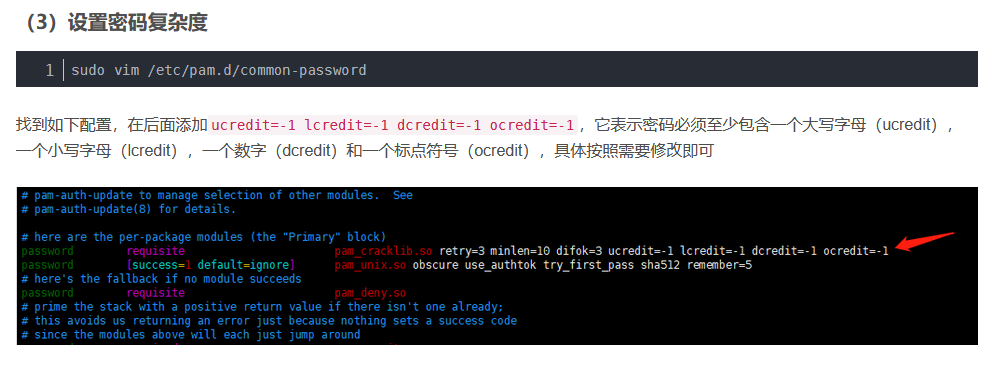 （3）设置密码复杂度
1 sudo vim /etc/pam.d/common-password
找到如下配置，在后面添加 ucredit=-1 lcredit=-1 dcredit=-1 ocredit=-1，它表示密码必须至少包含一个大写字母（ucredit），
一个小写字母（lcredit），一个数字（dcredit）和一个标点符号（ocredit），具体按照需要修改即可
# pam-auth-update to manage selection of other modules.  See
# pam-auth-update(8) for details.
# here are the per-package modules (the "Primary" block)
password        requisite                       pam_cracklib.so retry=3 minlen=10 difok=3 ucredit=-1 lcredit=-1 dcredit=-1 ocredit=-1
password        [success=1 default=ignore]      pam_unix.so obscure use_authtok try_first_pass sha512 remember=5
# here's the fallback if no module succeeds
password        requisite                       pam_deny.so
# prime the stack with a positive return value if there isn't one already;
# this avoids us returning an error just because nothing sets a success code
# since the modules above will each just jump around